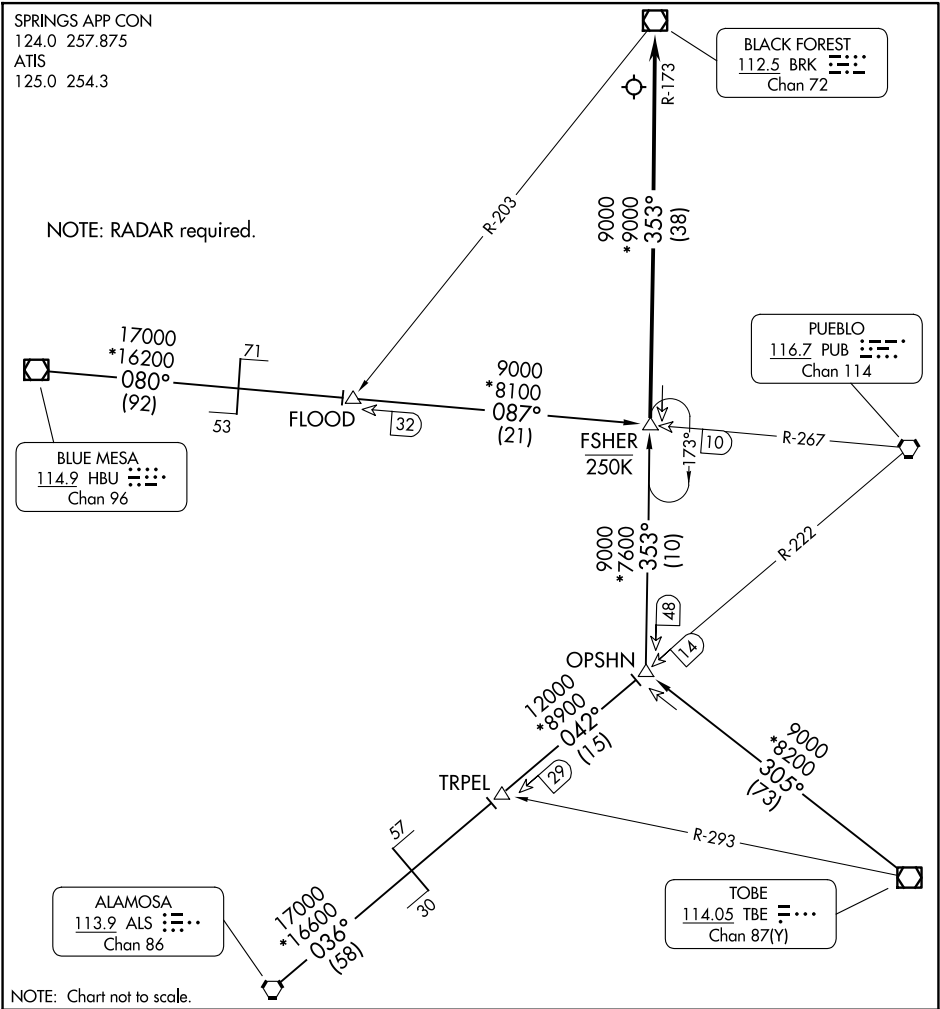 SPRINGS APP CON
124.0 257.875
ATIS
125.0 254.3
BLACK FOREST
112.5 BRK
Chan 72
R-173
R-203
NOTE: RADAR required.
9000
*9000
353°
(38)
17000
*16200
080°
(92)
71
53
FLOOD
32
9000
*8100
087°
(21)
PUEBLO
116.7 PUB
Chan 114
BLUE MESA
114.9 HBU
Chan 96
FSHER
250K
173°
10
R-267
R-222
9000
*7600
353°
(10)
48
14
OPSHN
12000
*8900
042°
(15)
9000
*8200
305°
(73)
TRPEL
29
R-293
57
30
ALAMOSA
113.9 ALS
Chan 86
17000
*16600
036°
(58)
TOBE
114.05 TBE
Chan 87(Y)
NOTE: Chart not to scale.